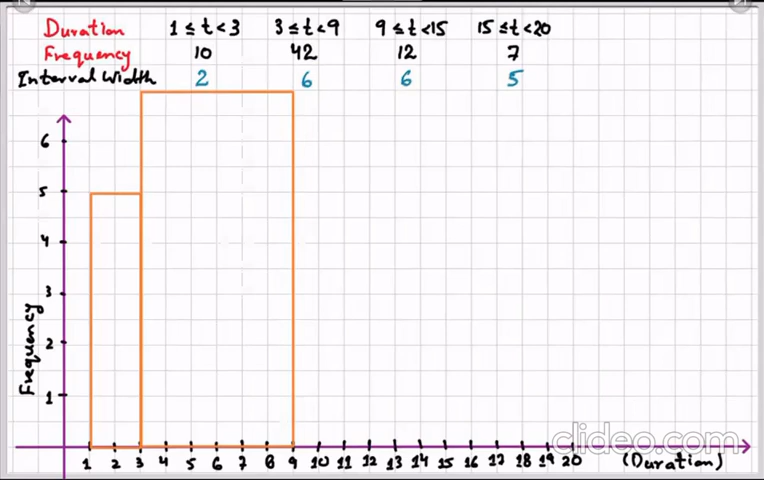 Duration 1 ≤ t < 3 3 ≤ t < 9 9 ≤ t < 15 15 ≤ t < 20
Frequency 10 42 12 7
Interval Width 2 6 6 5
6
5
4
3
2
1
Frequency
1 2 3 4 5 6 7 8 9 10 11 12 13 14 15 16 17 18 19 20 (Duration)
clideo.com